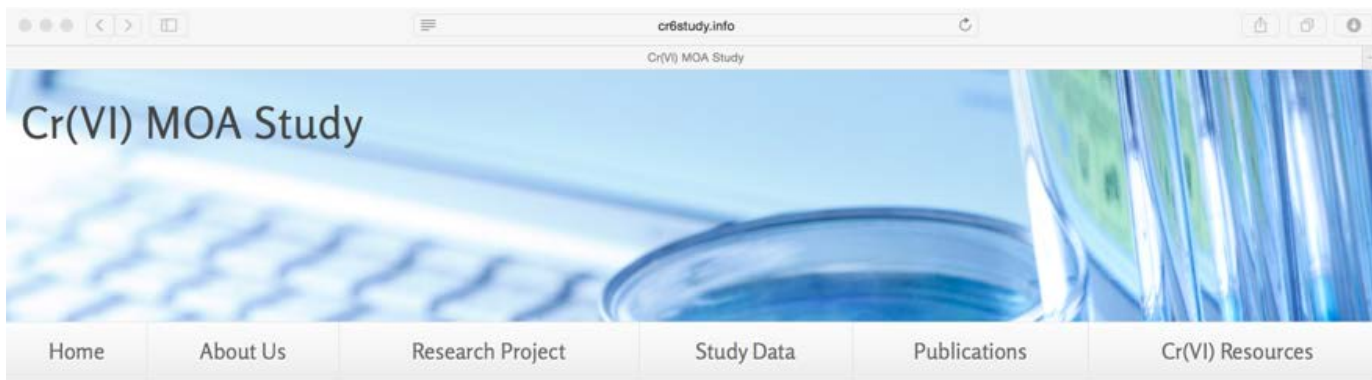 cr6study.info
Cr(VI) MOA Study
Cr(VI) MOA Study
Home About Us Research Project Study Data Publications Cr(VI) Resources